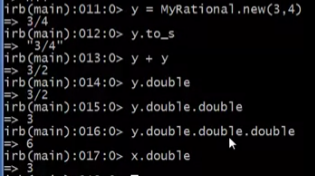 irb(main):011:0> y = MyRational.new(3,4)
=> 3/4
irb(main):012:0> y.to_s
=> "3/4"
irb(main):013:0> y + y
=> 3/2
irb(main):014:0> y.double
=> 3/2
irb(main):015:0> y.double.double
=> 3
irb(main):016:0> y.double.double.double
=> 6
irb(main):017:0> x.double
=> 3